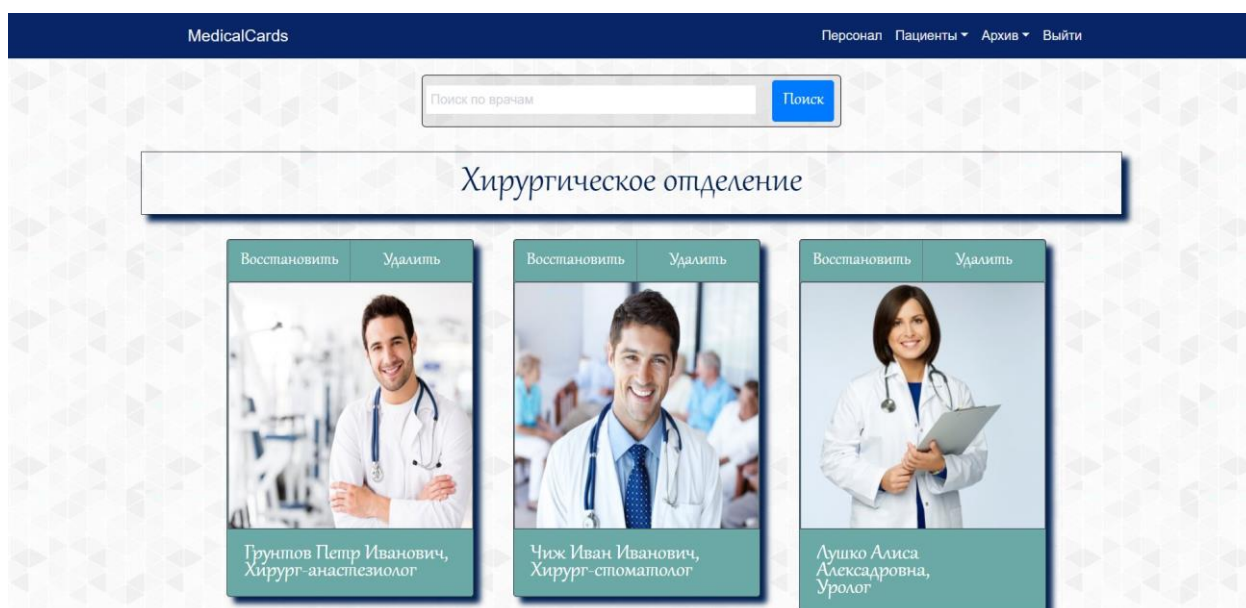 MedicalCards Персонал Пациенты Архив Выйти
Поиск по врачам Поиск
Хирургическое отделение
Восстановить Удалить Восстановить Удалить Восстановить Удалить
Грунтов Петр Иванович,
Хирург-анастезиолог
Чиж Иван Иванович,
Хирург-стоматолог
Лушко Алиса
Алексадровна,
Уролог